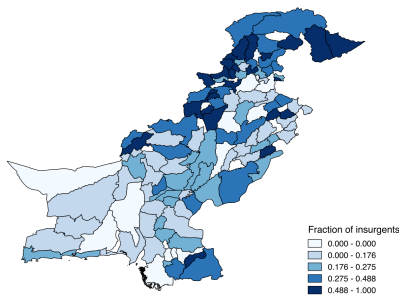 Fraction of insurgents
0.000 - 0.000
0.000 - 0.176
0.176 - 0.275
0.275 - 0.488
0.488 - 1.000